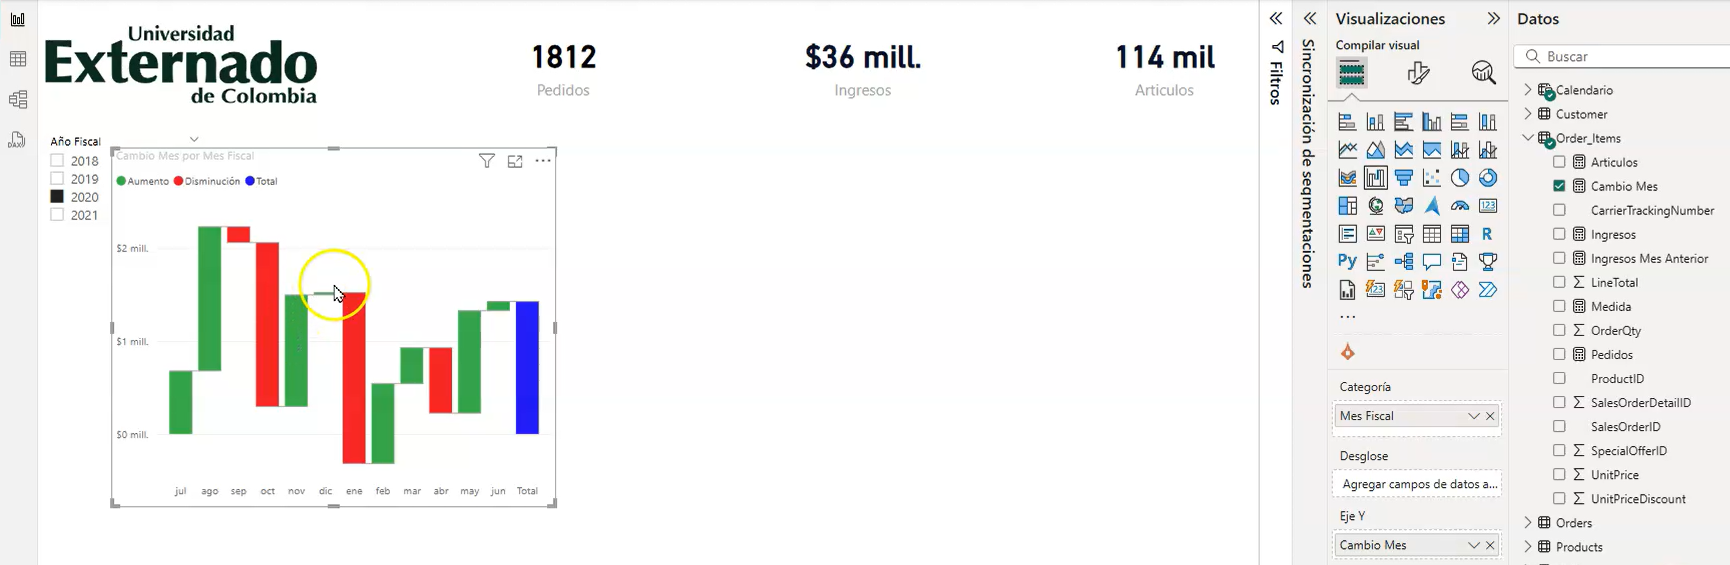 Universidad
Externado
de Colombia
1812
Pedidos
$36 mill.
Ingresos
114 mil
Articulos
Año Fiscal
2018
2019
2020
2021
Cambio Mes por Mes Fiscal
Aumento Disminución Total
$2 mill.
$1 mill.
$0 mill.
jul ago sep oct nov dic ene feb mar abr may jun Total
Filtros
Sincronización de segmentaciones
Visualizaciones
Compilar visual
R
Py
123
...
Categoría
Mes Fiscal
Desglose
Agregar campos de datos a...
Eje Y
Cambio Mes
Datos
Buscar
Calendario
Customer
Order_Items
Articulos
Cambio Mes
CarrierTrackingNumber
Ingresos
Ingresos Mes Anterior
LineTotal
Medida
OrderQty
Pedidos
ProductID
SalesOrderDetailID
SalesOrderID
SpecialOfferID
UnitPrice
UnitPriceDiscount
Orders
Products
DAX